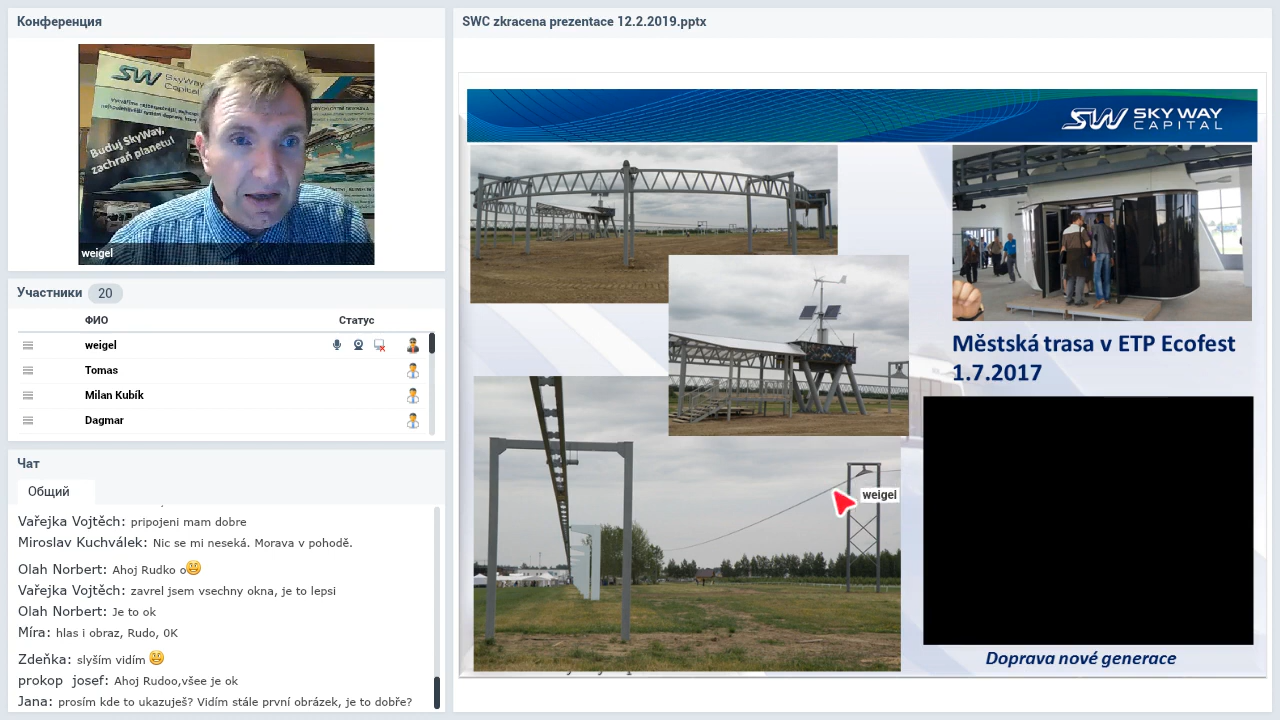 Конференция
SW SkyWay
Capital
Buduj SkyWay,
zachraň planetu!
weigel
Участники 20
ФИО Статус
weigel
Tomas
Milan Kubík
Dagmar
Чат
Общий
Vařejka Vojtěch: pripojeni mam dobre
Miroslav Kuchválek: Nic se mi neseká. Morava v pohodě.
Olah Norbert: Ahoj Rudko o
Vařejka Vojtěch: zavrel jsem vsechny okna, je to lepsi
Olah Norbert: Je to ok
Míra: hlas i obraz, Rudo, 0K
Zdeňka: slyším vidím
prokop josef: Ahoj Rudoo,všee je ok
Jana: prosím kde to ukazuješ? Vidím stále první obrázek, je to dobře?
SWC zkracena prezentace 12.2.2019.pptx
SW SKY WAY
CAPITAL
Městská trasa v ETP Ecofest
1.7.2017
weigel
Doprava nové generace